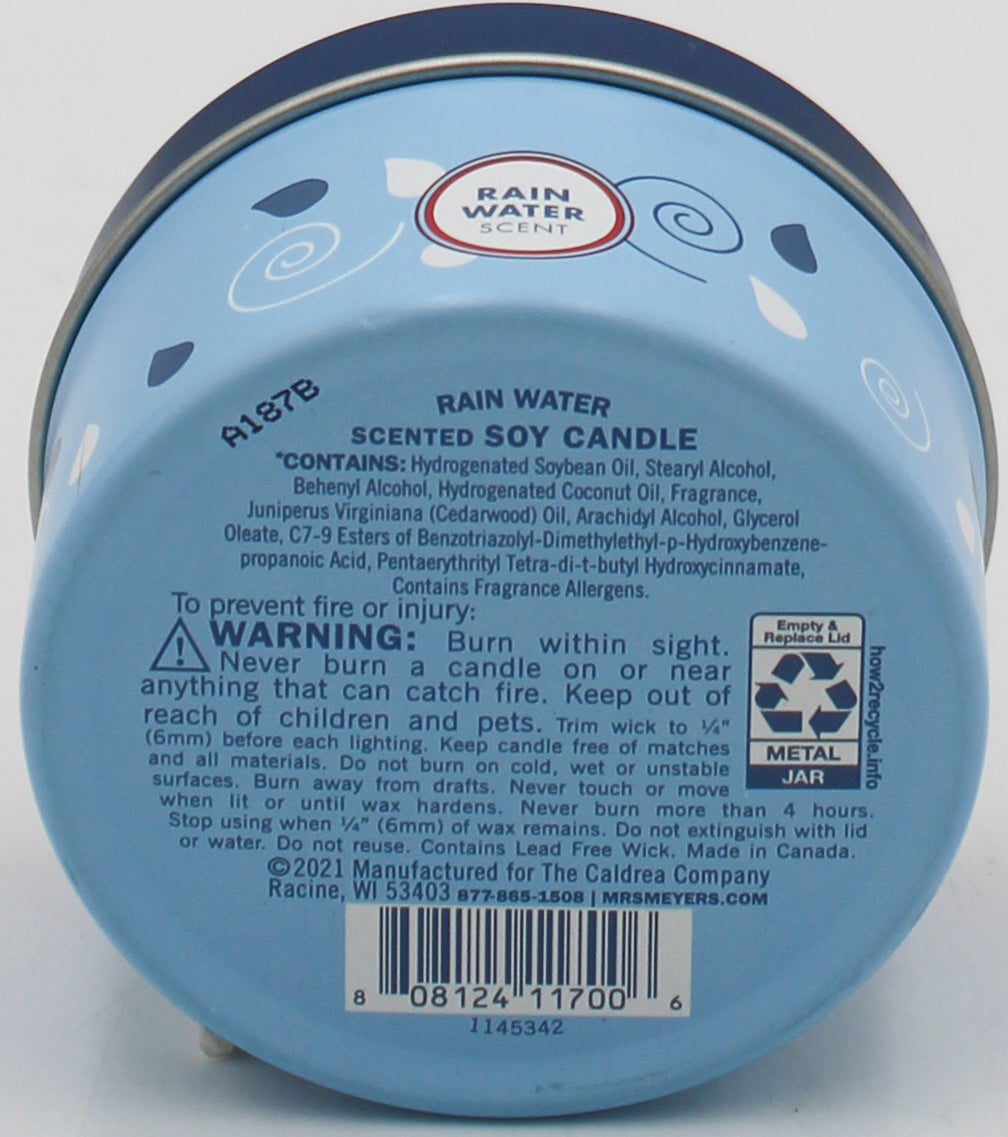 RAIN
WATER
SCENT
A187B
RAIN WATER
SCENTED SOY CANDLE
*CONTAINS: Hydrogenated Soybean Oil, Stearyl Alcohol,
Behenyl Alcohol, Hydrogenated Coconut Oil, Fragrance,
Juniperus Virginiana (Cedarwood) Oil, Arachidyl Alcohol, Glycerol
Oleate, C7-9 Esters of Benzotriazolyl-Dimethylethyl-p-Hydroxybenzene-
propanoic Acid, Pentaerythrityl Tetra-di-t-butyl Hydroxycinnamate,
Contains Fragrance Allergens.
To prevent fire or injury:
WARNING: Burn within sight.
Never burn a candle on or near
anything that can catch fire. Keep out of
reach of children and pets. Trim wick to ¼"
(6mm) before each lighting. Keep candle free of matches
and all materials. Do not burn on cold, wet or unstable
surfaces. Burn away from drafts. Never touch or move
when lit or until wax hardens. Never burn more than 4 hours.
Stop using when ¼" (6mm) of wax remains. Do not extinguish with lid
or water. Do not reuse. Contains Lead Free Wick. Made in Canada.
©2021 Manufactured for The Caldrea Company
Racine, WI 53403 877-865-1508 | MRSMEYERS.COM
Empty &
Replace Lid
METAL
JAR
how2recycle.info
8 08124 11700 6
1145342